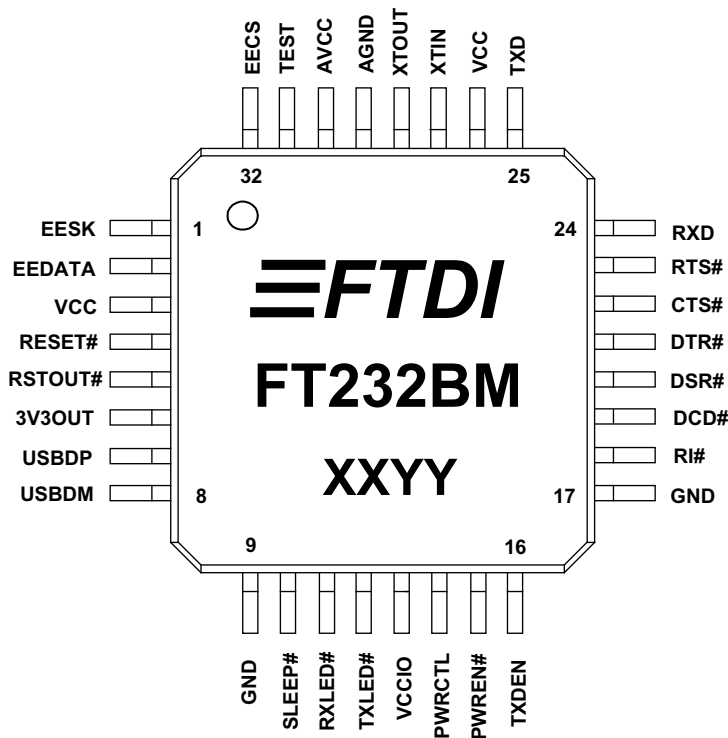 EECS TEST AVCC AGND XTOUT XTIN VCC TXD
32 25
EESK 1 24 RXD
EEDATA RTS#
VCC FTDI CTS#
RESET# DTR#
RSTOUT# FT232BM DSR#
3V3OUT DCD#
USBDP XXYY RI#
USBDM 8 17 GND
9 16
GND SLEEP# RXLED# TXLED# VCCIO PWRCTL PWREN# TXDEN